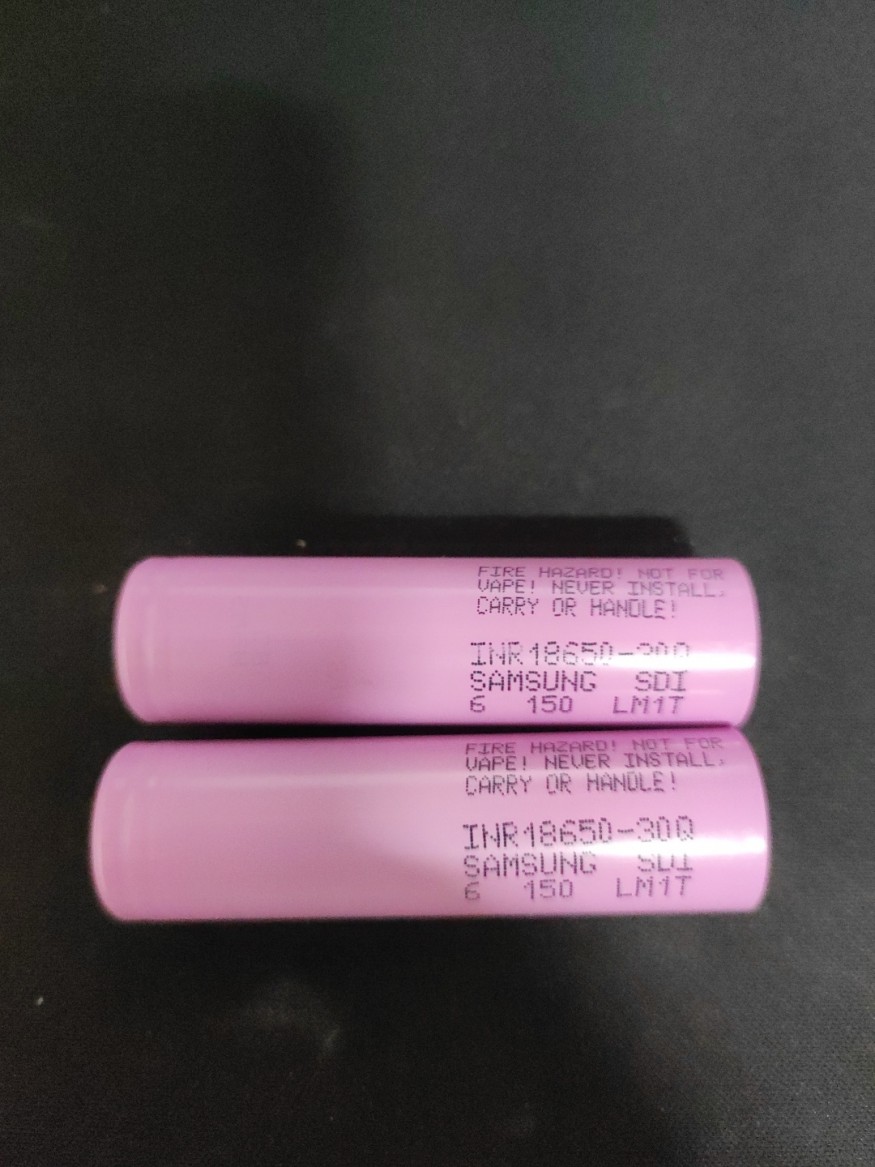 FIRE HAZARD! NOT FOR
VAPE! NEVER INSTALL,
CARRY OR HANDLE!
INR18650-30Q
SAMSUNG SDI
6 150 LM1T
FIRE HAZARD! NOT FOR
VAPE! NEVER INSTALL,
CARRY OR HANDLE!
INR18650-30Q
SAMSUNG SDI
6 150 LM1T